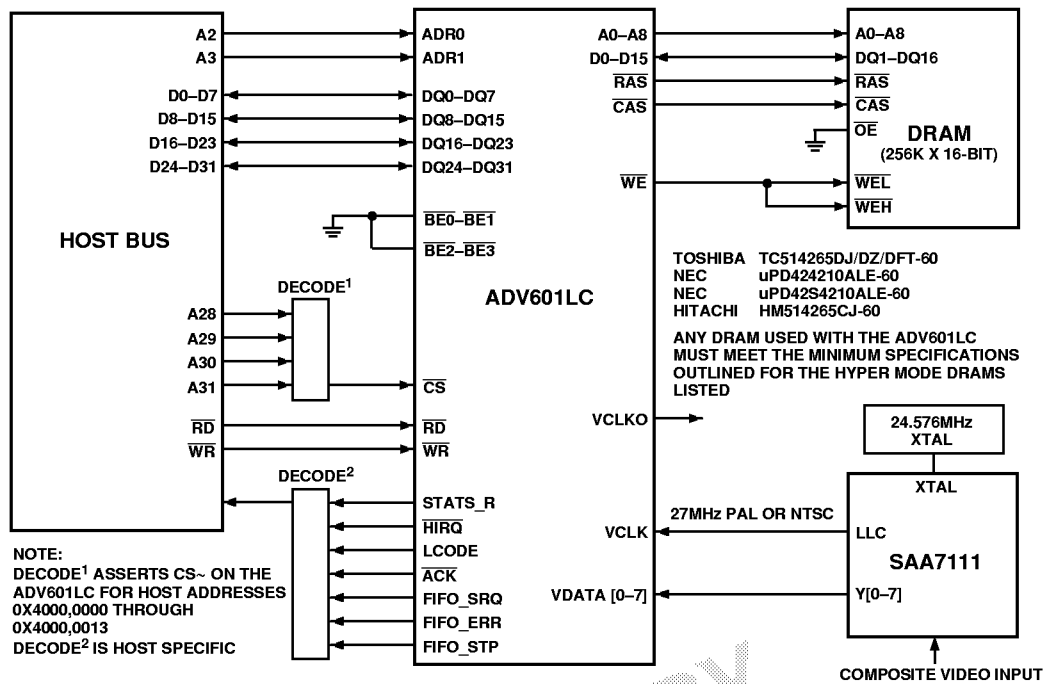 A2
A3
D0–D7
D8–D15
D16–D23
D24–D31
HOST BUS
A28
A29
A30
A31
RD
WR
DECODE1
DECODE2
ADR0
ADR1
DQ0–DQ7
DQ8–DQ15
DQ16–DQ23
DQ24–DQ31
BE0–BE1
BE2–BE3
ADV601LC
CS
RD
WR
STATS_R
HIRQ
LCODE
ACK
FIFO_SRQ
FIFO_ERR
FIFO_STP
A0–A8
D0–D15
RAS
CAS
WE
VCLKO
VCLK
VDATA [0–7]
A0–A8
DQ1–DQ16
RAS
CAS
OE
DRAM
(256K X 16-BIT)
WEL
WEH
TOSHIBA TC514265DJ/DZ/DFT-60
NEC uPD424210ALE-60
NEC uPD42S4210ALE-60
HITACHI HM514265CJ-60
ANY DRAM USED WITH THE ADV601LC
MUST MEET THE MINIMUM SPECIFICATIONS
OUTLINED FOR THE HYPER MODE DRAMS
LISTED
24.576MHz
XTAL
XTAL
27MHz PAL OR NTSC
LLC
SAA7111
Y[0–7]
COMPOSITE VIDEO INPUT
NOTE:
DECODE1 ASSERTS CS~ ON THE
ADV601LC FOR HOST ADDRESSES
0X4000,0000 THROUGH
0X4000,0013
DECODE2 IS HOST SPECIFIC